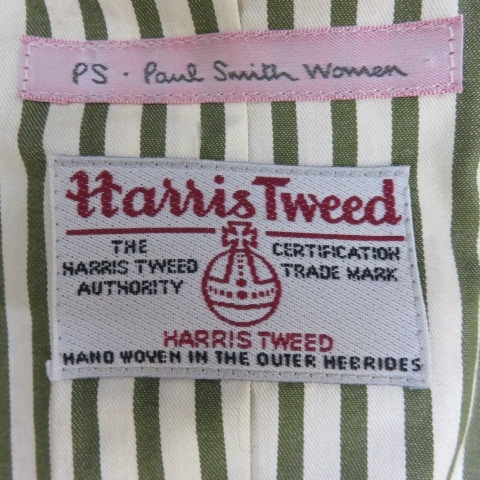 PS · Paul Smith Women
Harris Tweed
THE
HARRIS TWEED
AUTHORITY
CERTIFICATION
TRADE MARK
HARRIS TWEED
HAND WOVEN IN THE OUTER HEBRIDES